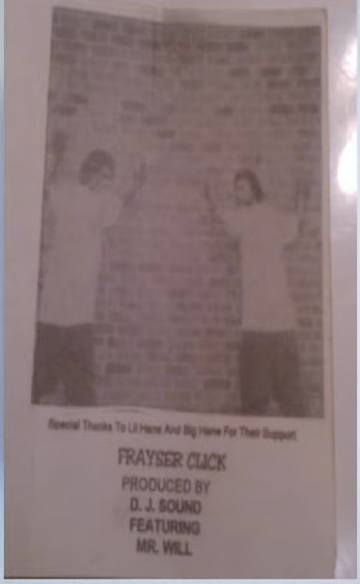 Special Thanks To Lil Hane And Big Hane For Their Support
FRAYSER CLICK
PRODUCED BY
D. J. SOUND
FEATURING
MR. WILL